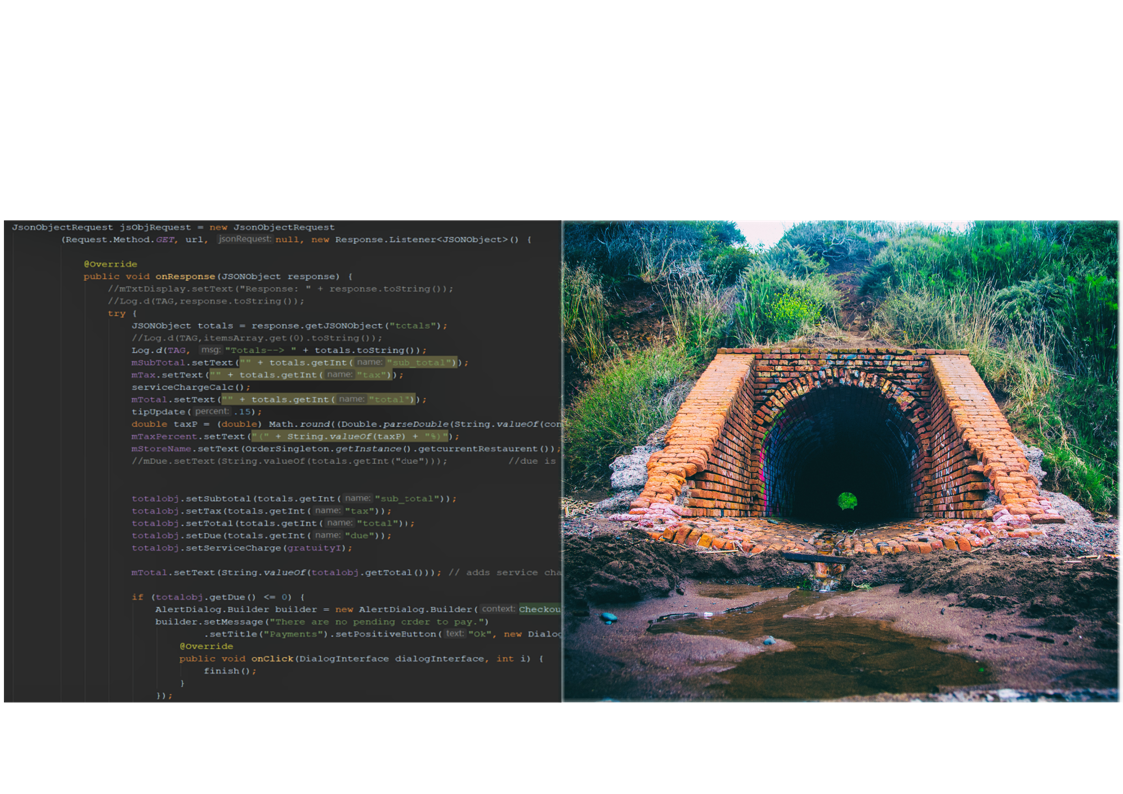 JsonObjectRequest jsObjRequest = new JsonObjectRequest
(Request.Method.GET, url, jsonRequest: null, new Response.Listener<JSONObject>() {
@Override
public void onResponse(JSONObject response) {
//mTxtDisplay.setText("Response: " + response.toString());
//Log.d(TAG,response.toString());
try {
JSONObject totals = response.getJSONObject("totals");
//Log.d(TAG,itemsArray.get(0).toString());
Log.d(TAG, msg: "Totals--> " + totals.toString());
mSubTotal.setText("" + totals.getInt( name: "sub_total"));
mTax.setText("" + totals.getInt( name: "tax"));
serviceChargeCalc();
mTotal.setText("" + totals.getInt( name: "total"));
tipUpdate( percent: .15);
double taxP = (double) Math.round((Double.parseDouble(String.valueOf(con
mTaxPercent.setText("(" + String.valueOf(taxP) + "%)");
mStoreName.setText(OrderSingleton.getInstance().getcurrentRestaurent());
//mDue.setText(String.valueOf(totals.getInt("due"))); //due is
totalobj.setSubtotal(totals.getInt( name: "sub_total"));
totalobj.setTax(totals.getInt( name: "tax"));
totalobj.setTotal(totals.getInt( name: "total"));
totalobj.setDue(totals.getInt( name: "due"));
totalobj.setServiceCharge(gratuityI);
mTotal.setText(String.valueOf(totalobj.getTotal())); // adds service cha
if (totalobj.getDue() <= 0) {
AlertDialog.Builder builder = new AlertDialog.Builder( context: Checkou
builder.setMessage("There are no pending order to pay.")
.setTitle("Payments").setPositiveButton( text: "Ok", new Dialog
@Override
public void onClick(DialogInterface dialogInterface, int i) {
finish();
}
});